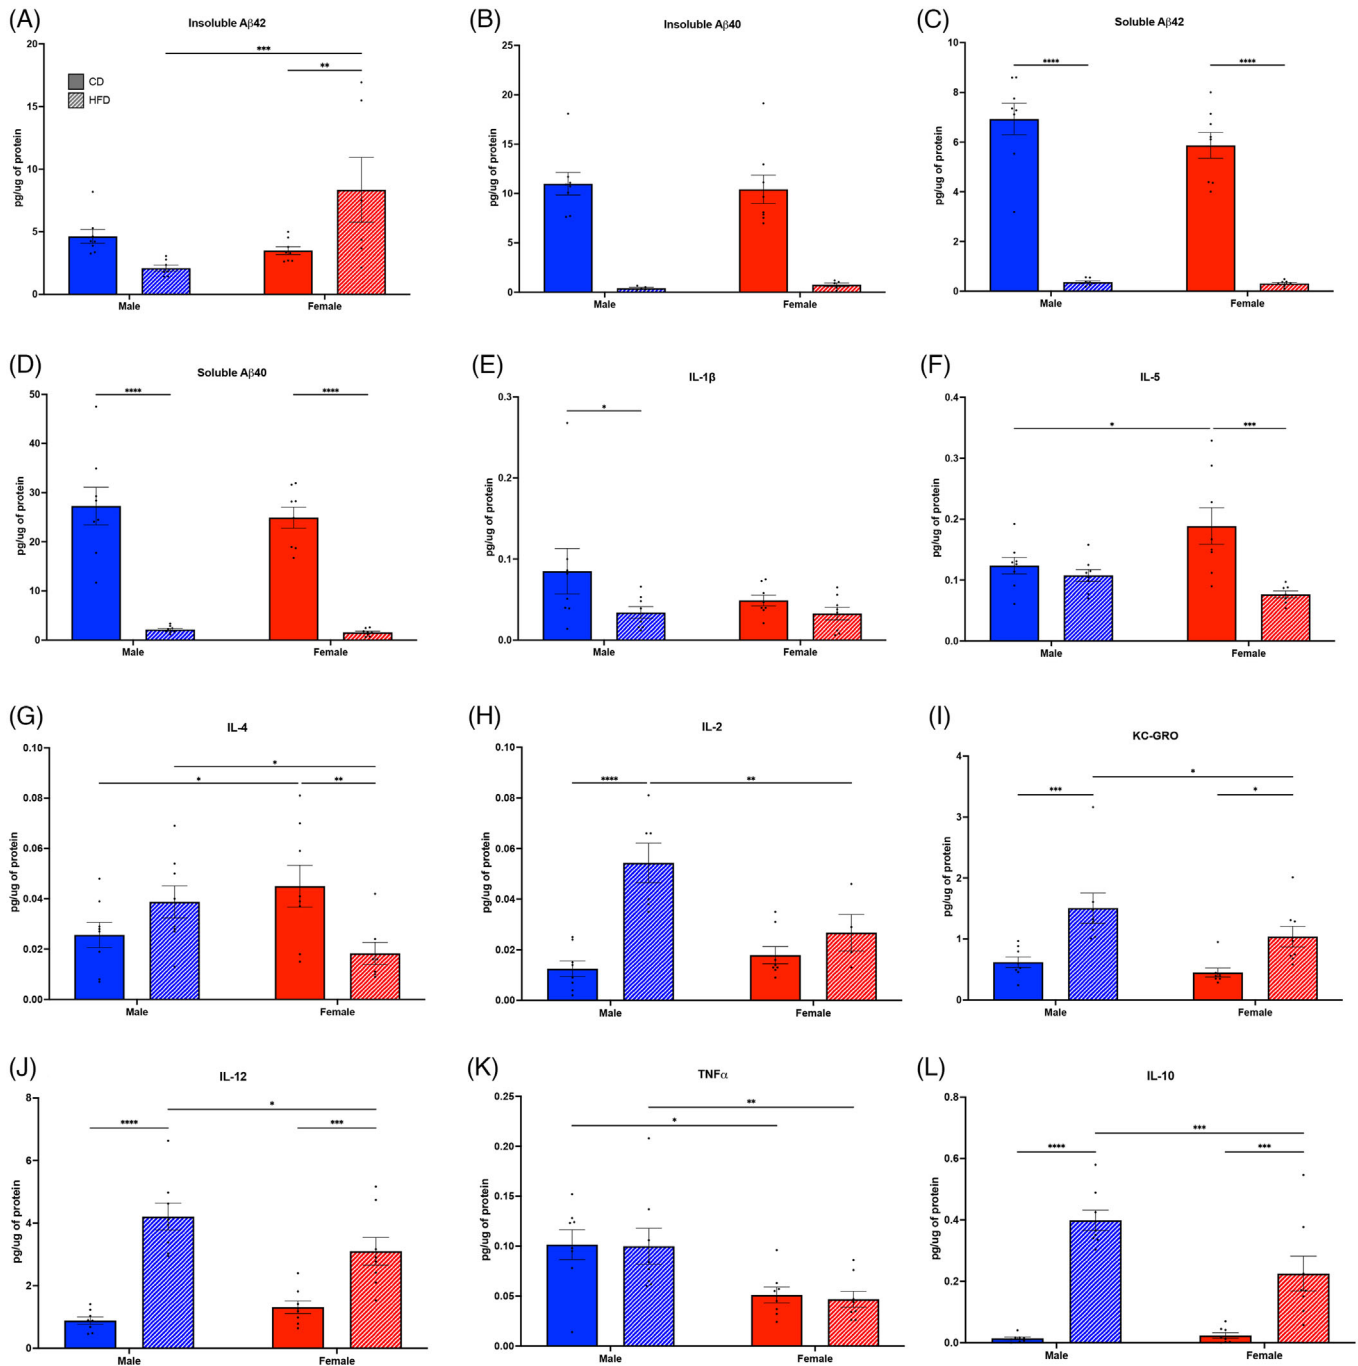 (A)
Insoluble Aβ42
***
**
CD
HFD
pg/ug of protein
20
15
10
5
0
Male
Female
(B)
Insoluble Aβ40
pg/ug of protein
25
20
15
10
5
0
Male
Female
(C)
Soluble Aβ42
****
****
pg/ug of protein
10
8
6
4
2
0
Male
Female
(D)
Soluble Aβ40
****
****
pg/ug of protein
50
40
30
20
10
0
Male
Female
(E)
IL-1β
*
pg/ug of protein
0.3
0.2
0.1
0.0
Male
Female
(F)
IL-5
*
***
pg/ug of protein
0.4
0.3
0.2
0.1
0.0
Male
Female
(G)
IL-4
*
*
**
pg/ug of protein
0.10
0.08
0.06
0.04
0.02
0.00
Male
Female
(H)
IL-2
****
**
pg/ug of protein
0.10
0.08
0.06
0.04
0.02
0.00
Male
Female
(I)
KC-GRO
*
***
*
pg/ug of protein
4
3
2
1
0
Male
Female
(J)
IL-12
*
****
***
pg/ug of protein
8
6
4
2
0
Male
Female
(K)
TNFα
**
*
pg/ug of protein
0.25
0.20
0.15
0.10
0.05
0.00
Male
Female
(L)
IL-10
***
****
***
pg/ug of protein
0.8
0.6
0.4
0.2
0.0
Male
Female